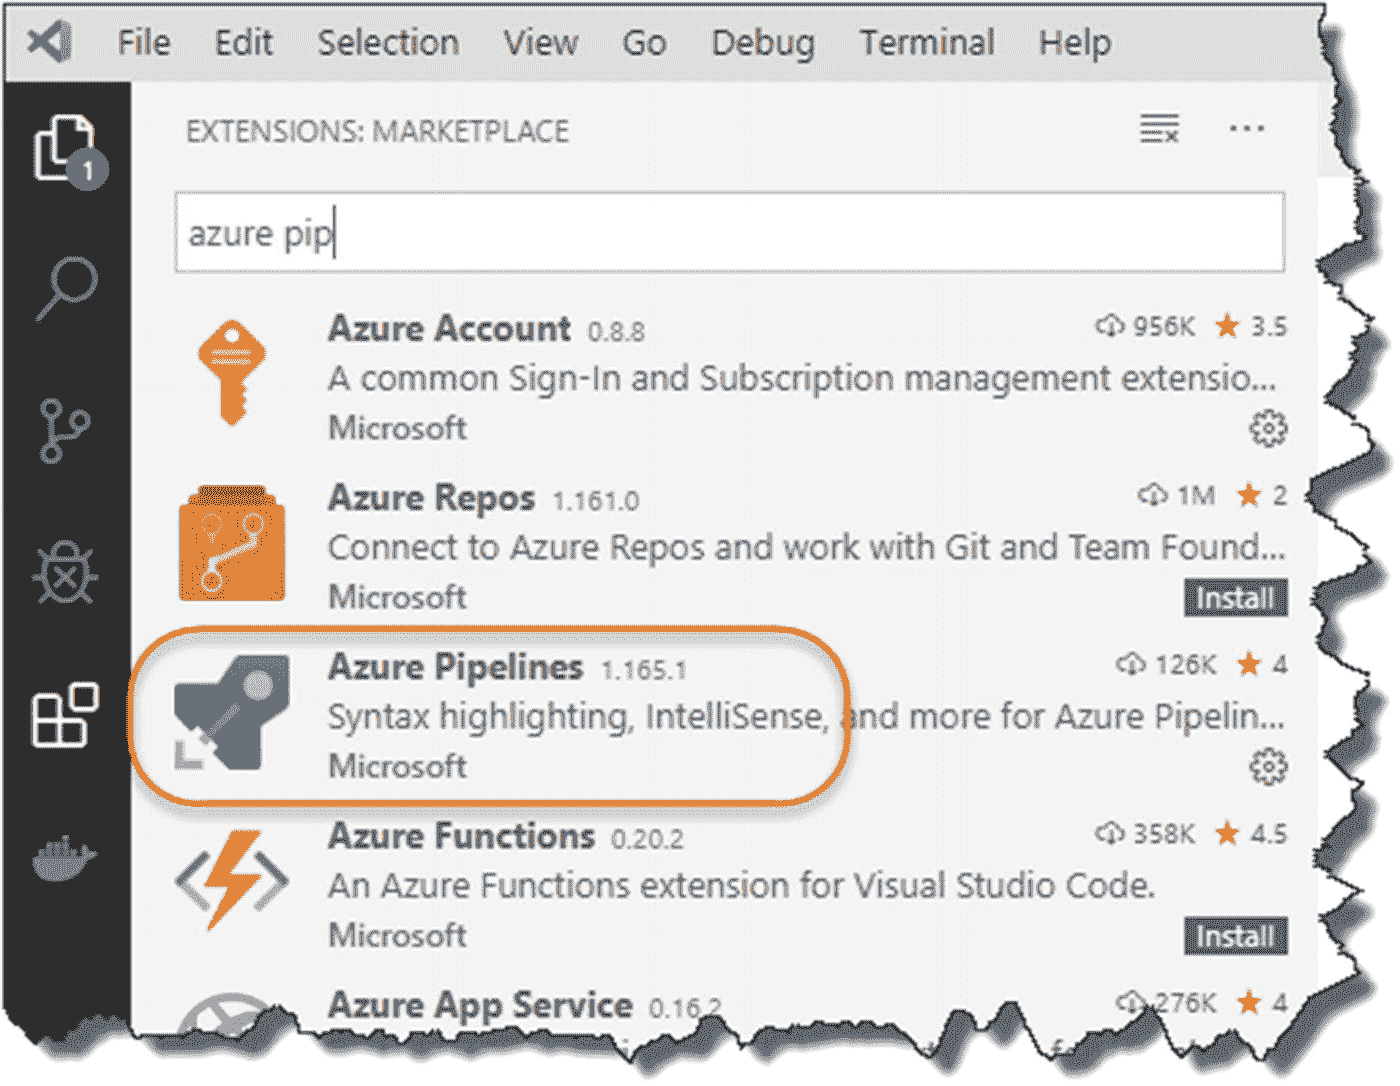 File Edit Selection View Go Debug Terminal Help
EXTENSIONS: MARKETPLACE
1
azure pip
Azure Account 0.8.8 956K 3.5
A common Sign-In and Subscription management extensio...
Microsoft
Azure Repos 1.161.0 1M 2
Connect to Azure Repos and work with Git and Team Found...
Microsoft Install
Azure Pipelines 1.165.1 126K 4
Syntax highlighting, IntelliSense, and more for Azure Pipelin...
Microsoft
Azure Functions 0.20.2 358K 4.5
An Azure Functions extension for Visual Studio Code.
Microsoft Install
Azure App Service 0.16.2 276K 4